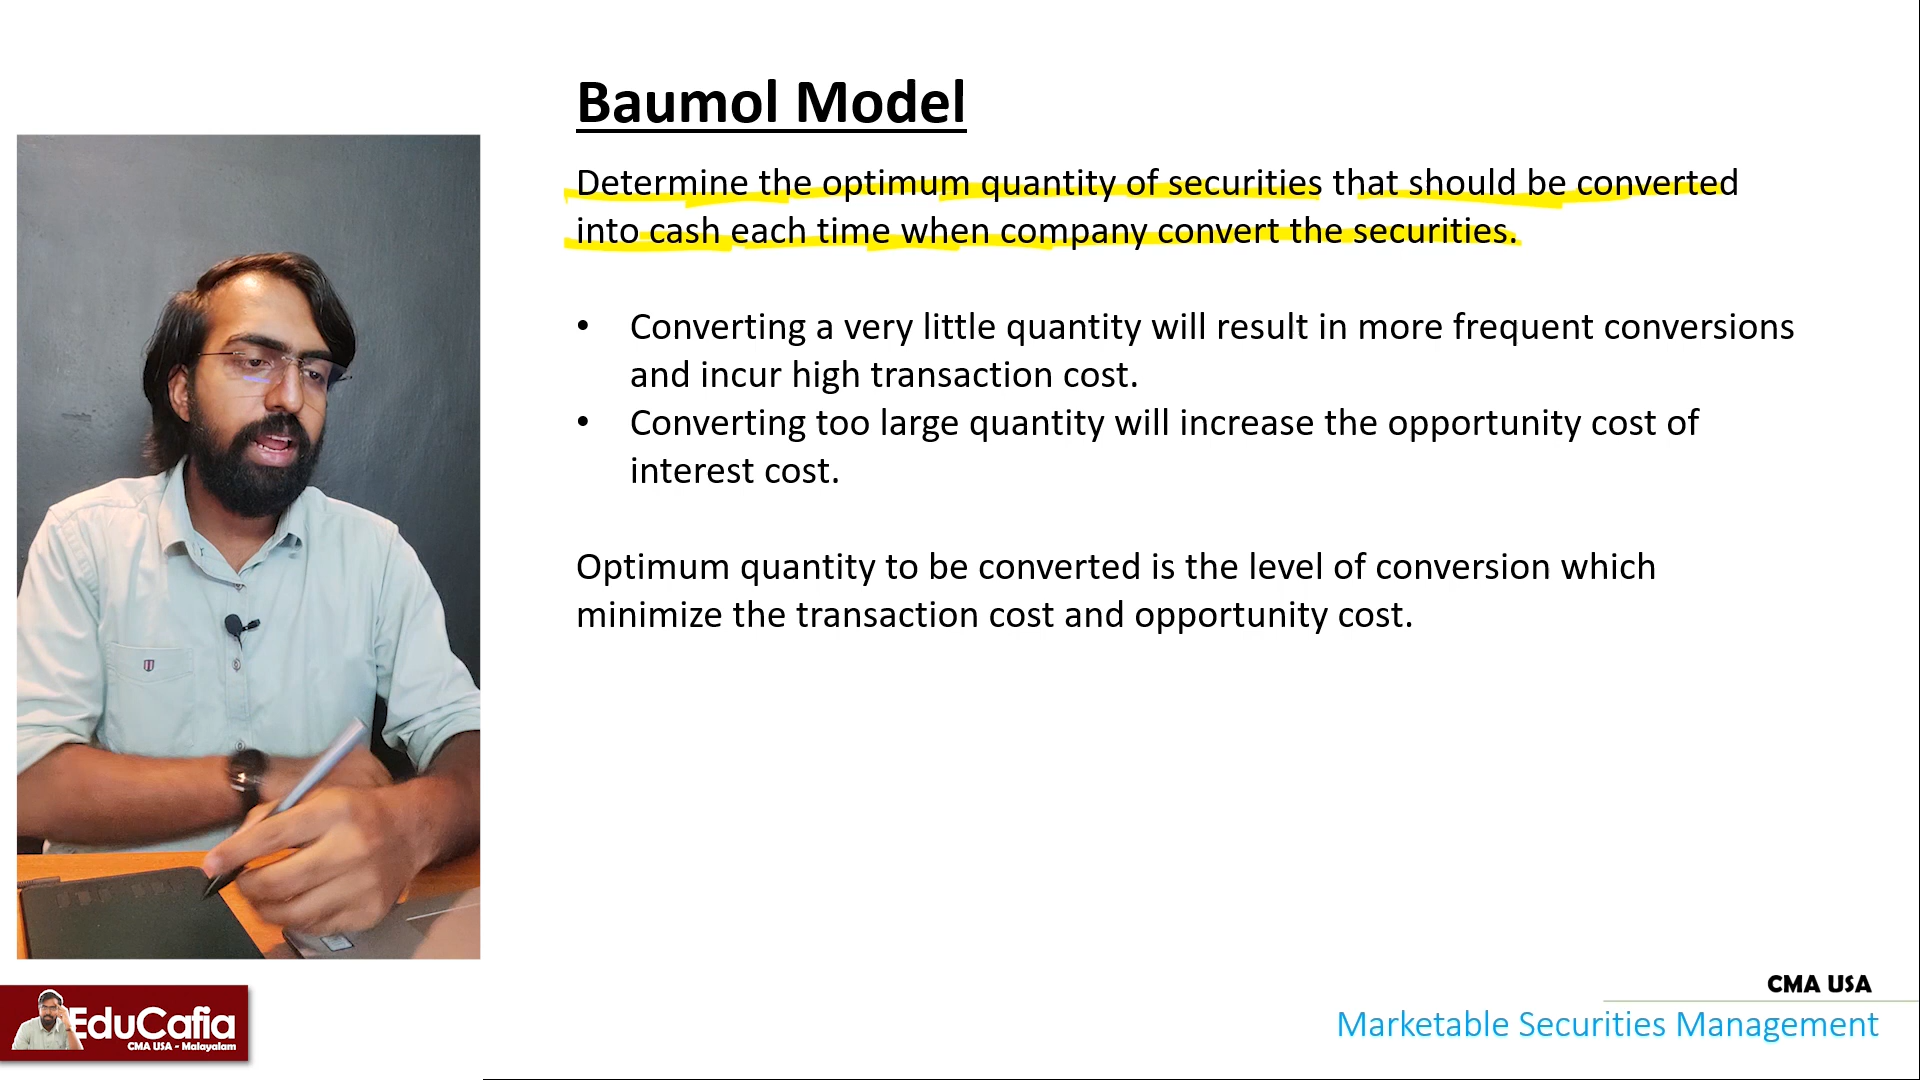 Baumol Model
Determine the optimum quantity of securities that should be converted
into cash each time when company convert the securities.
• Converting a very little quantity will result in more frequent conversions
and incur high transaction cost.
• Converting too large quantity will increase the opportunity cost of
interest cost.
Optimum quantity to be converted is the level of conversion which
minimize the transaction cost and opportunity cost.
CMA USA
Marketable Securities Management
EduCafia
CMA USA - Malayalam